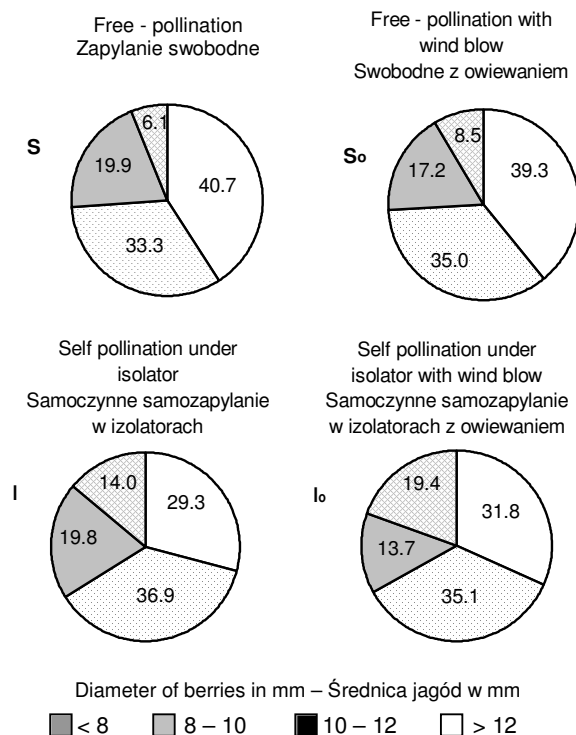 Free - pollination
Zapylanie swobodne
Free - pollination with
wind blow
Swobodne z owiewaniem
S
6.1
19.9
40.7
33.3
So
8.5
17.2
39.3
35.0
Self pollination under
isolator
Samoczynne samozapylanie
w izolatorach
Self pollination under
isolator with wind blow
Samoczynne samozapylanie
w izolatorach z owiewaniem
I
14.0
29.3
19.8
36.9
Io
19.4
31.8
13.7
35.1
Diameter of berries in mm – Średnica jagód w mm
< 8 8 – 10 10 – 12 > 12